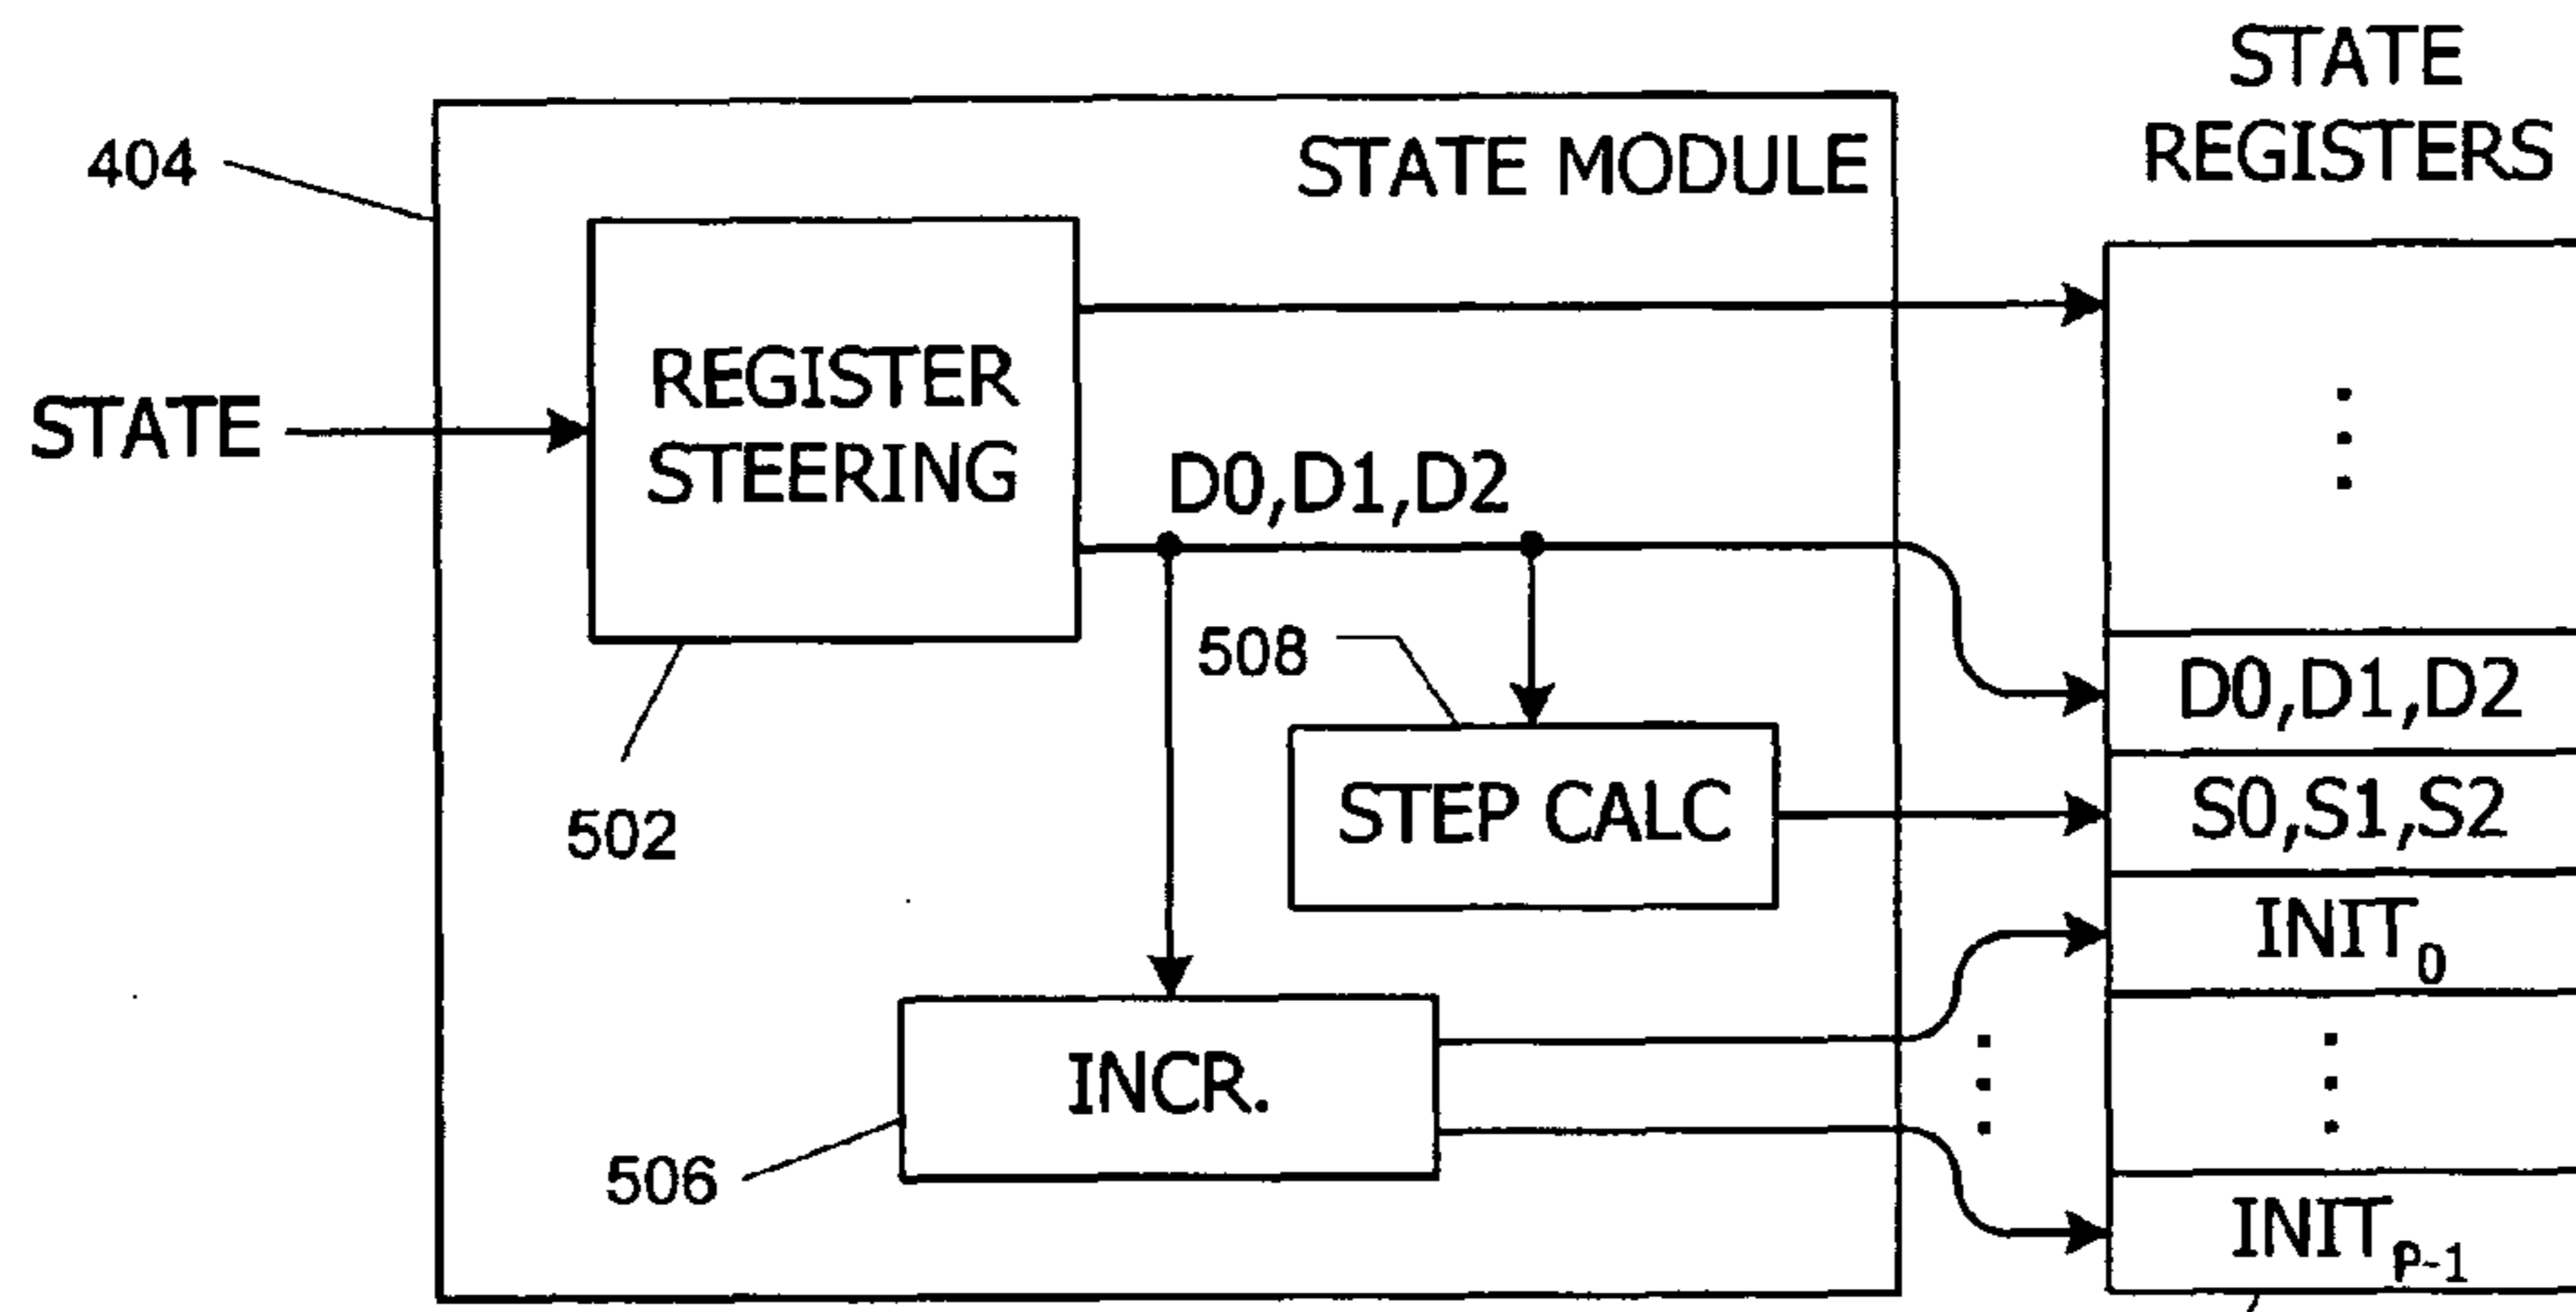 STATE
REGISTERS
404
STATE MODULE
REGISTER
STEERING
STATE
D0,D1,D2
508
D0,D1,D2
502
STEP CALC
S0,S1,S2
INIT0
INCR.
506
INITP-1